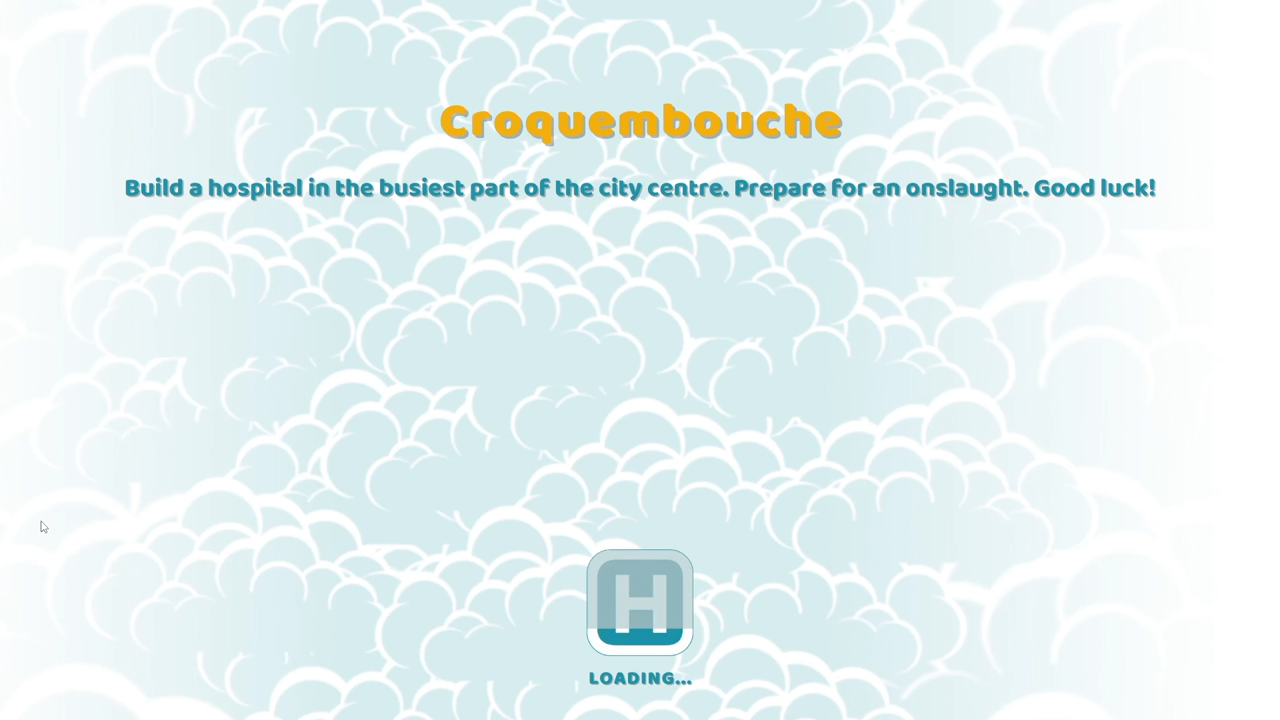 Croquembouche
Build a hospital in the busiest part of the city centre. Prepare for an onslaught. Good luck!
H
LOADING...